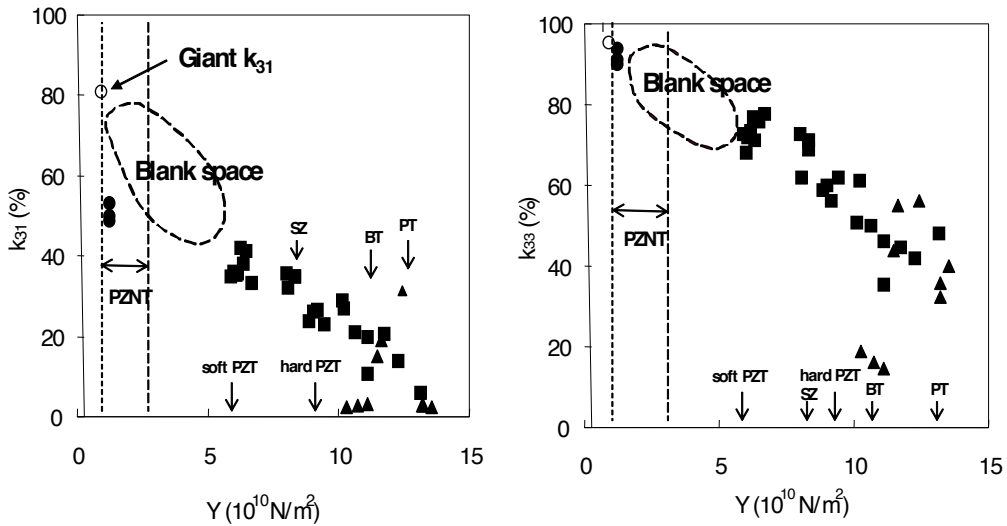 100
80
60
40
20
0
k31 (%)
Giant k31
Blank space
PZNT
SZ
BT
PT
soft PZT
hard PZT
0
5
10
15
Y (10^10 N/m^2)
100
80
60
40
20
0
k33 (%)
Blank space
PZNT
soft PZT
hard PZT
SZ
BT
PT
0
5
10
15
Y (10^10 N/m^2)